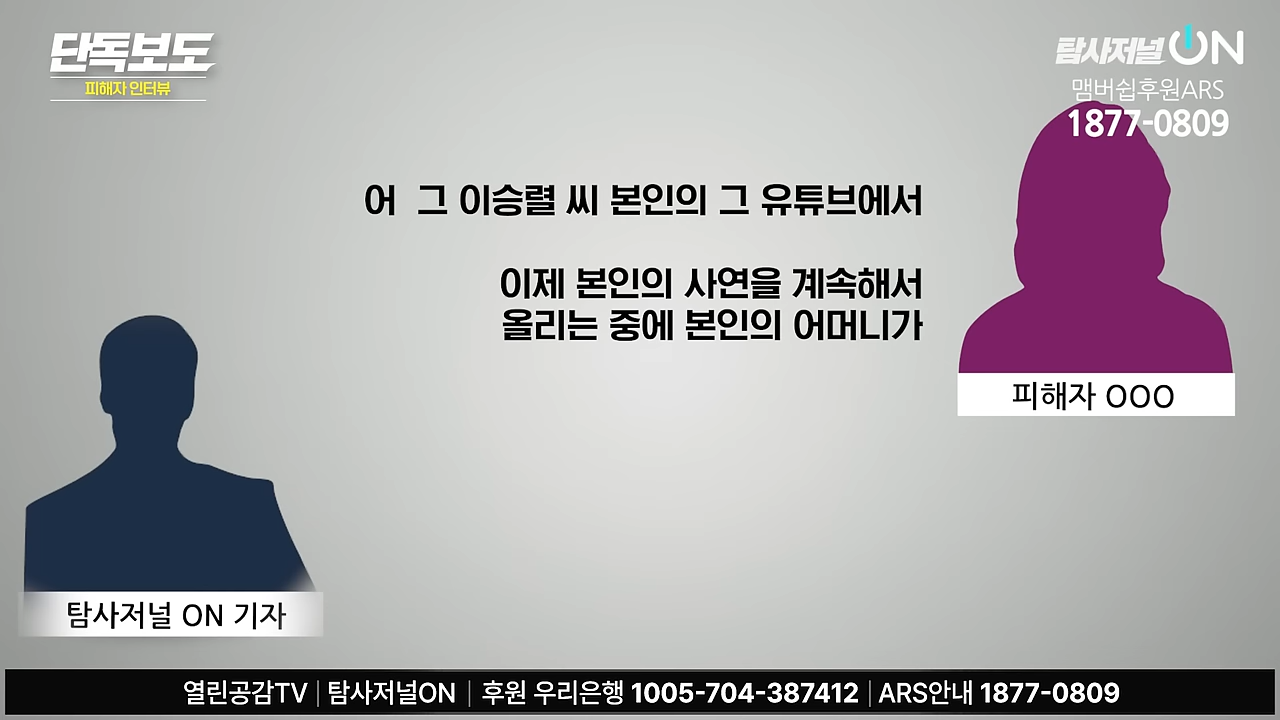 단독보도
피해자 인터뷰
탐사저널ON
맴버쉽후원ARS
1877-0809
어 그 이승렬 씨 본인의 그 유튜브에서
이제 본인의 사연을 계속해서
올리는 중에 본인의 어머니가
피해자 OOO
탐사저널 ON 기자
열린공감TV | 탐사저널ON | 후원 우리은행 1005-704-387412 | ARS안내 1877-0809